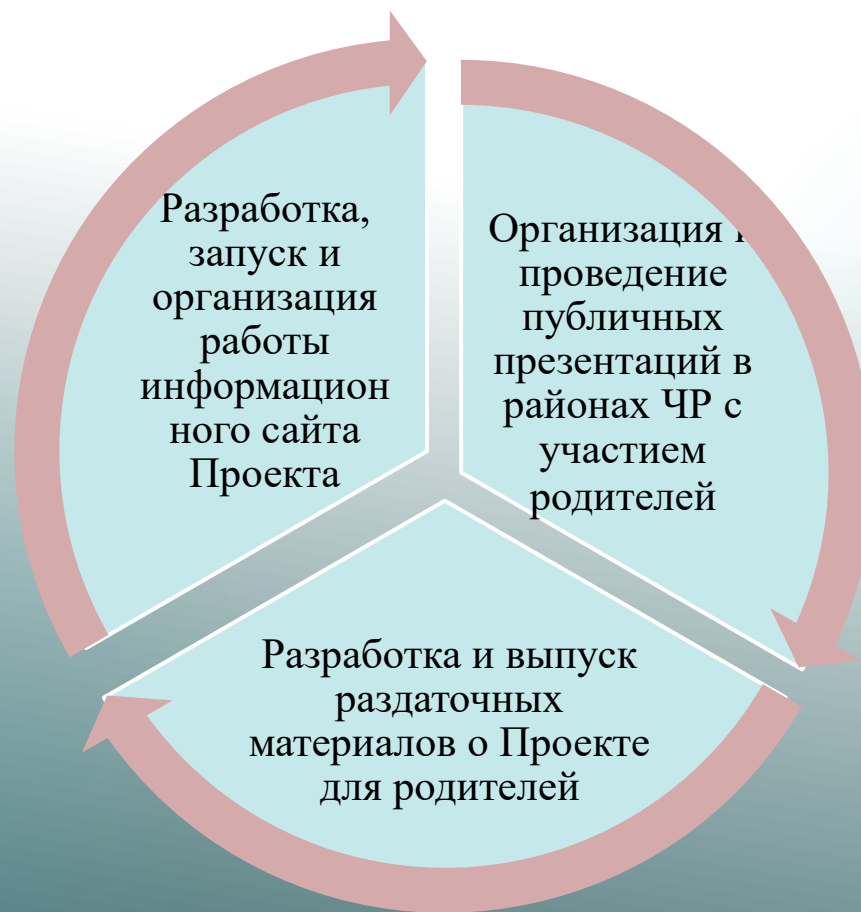 Разработка,
запуск и
организация
работы
информацион
ного сайта
Проекта
Организация и
проведение
публичных
презентаций в
районах ЧР с
участием
родителей
Разработка и выпуск
раздаточных
материалов о Проекте
для родителей